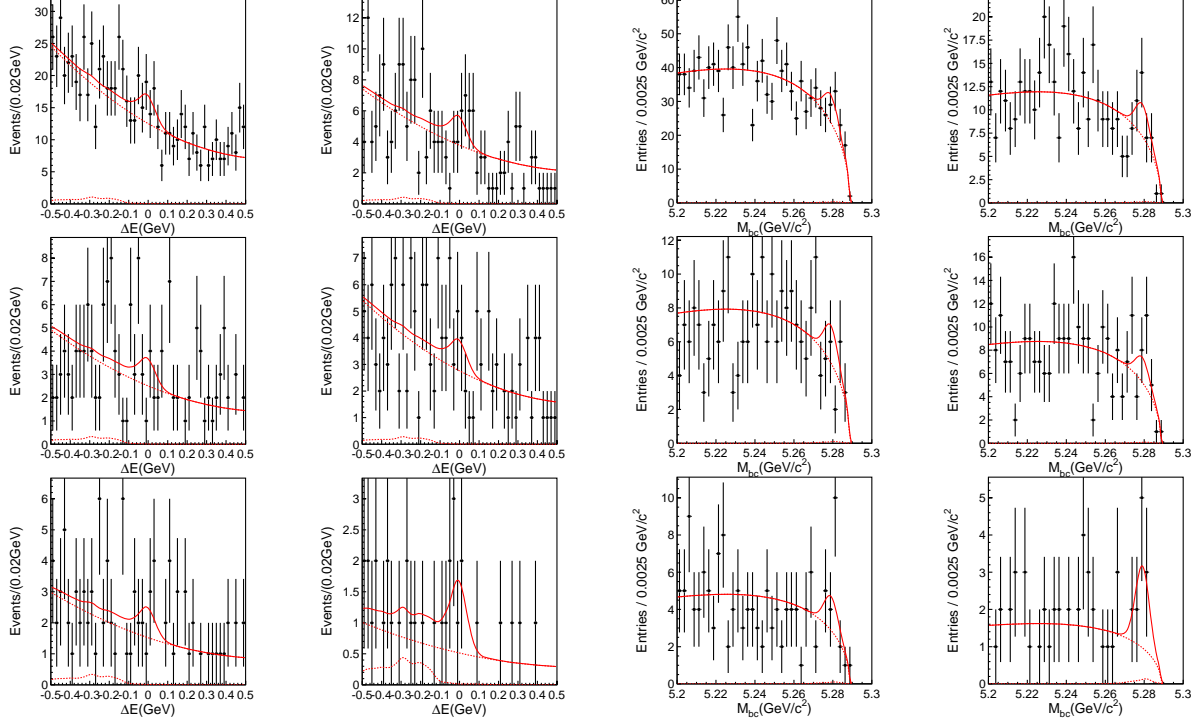 Events/(0.02GeV)
30
25
20
15
10
5
0
-0.5-0.4-0.3-0.2-0.1 0 0.1 0.2 0.3 0.4 0.5
ΔE(GeV)
Events/(0.02GeV)
12
10
8
6
4
2
0
-0.5-0.4-0.3-0.2-0.1 0 0.1 0.2 0.3 0.4 0.5
ΔE(GeV)
Entries / 0.0025 GeV/c²
60
50
40
30
20
10
0
5.2 5.22 5.24 5.26 5.28 5.3
M_bc(GeV/c²)
Entries / 0.0025 GeV/c²
20
17.5
15
12.5
10
7.5
5
2.5
0
5.2 5.22 5.24 5.26 5.28 5.3
M_bc(GeV/c²)
Events/(0.02GeV)
8
7
6
5
4
3
2
1
0
-0.5-0.4-0.3-0.2-0.1 0 0.1 0.2 0.3 0.4 0.5
ΔE(GeV)
Events/(0.02GeV)
7
6
5
4
3
2
1
0
-0.5-0.4-0.3-0.2-0.1 0 0.1 0.2 0.3 0.4 0.5
ΔE(GeV)
Entries / 0.0025 GeV/c²
12
10
8
6
4
2
0
5.2 5.22 5.24 5.26 5.28 5.3
M_bc(GeV/c²)
Entries / 0.0025 GeV/c²
16
14
12
10
8
6
4
2
0
5.2 5.22 5.24 5.26 5.28 5.3
M_bc(GeV/c²)
Events/(0.02GeV)
6
5
4
3
2
1
0
-0.5-0.4-0.3-0.2-0.1 0 0.1 0.2 0.3 0.4 0.5
ΔE(GeV)
Events/(0.02GeV)
3
2.5
2
1.5
1
0.5
0
-0.5-0.4-0.3-0.2-0.1 0 0.1 0.2 0.3 0.4 0.5
ΔE(GeV)
Entries / 0.0025 GeV/c²
10
8
6
4
2
0
5.2 5.22 5.24 5.26 5.28 5.3
M_bc(GeV/c²)
Entries / 0.0025 GeV/c²
5
4
3
2
1
0
5.2 5.22 5.24 5.26 5.28 5.3
M_bc(GeV/c²)